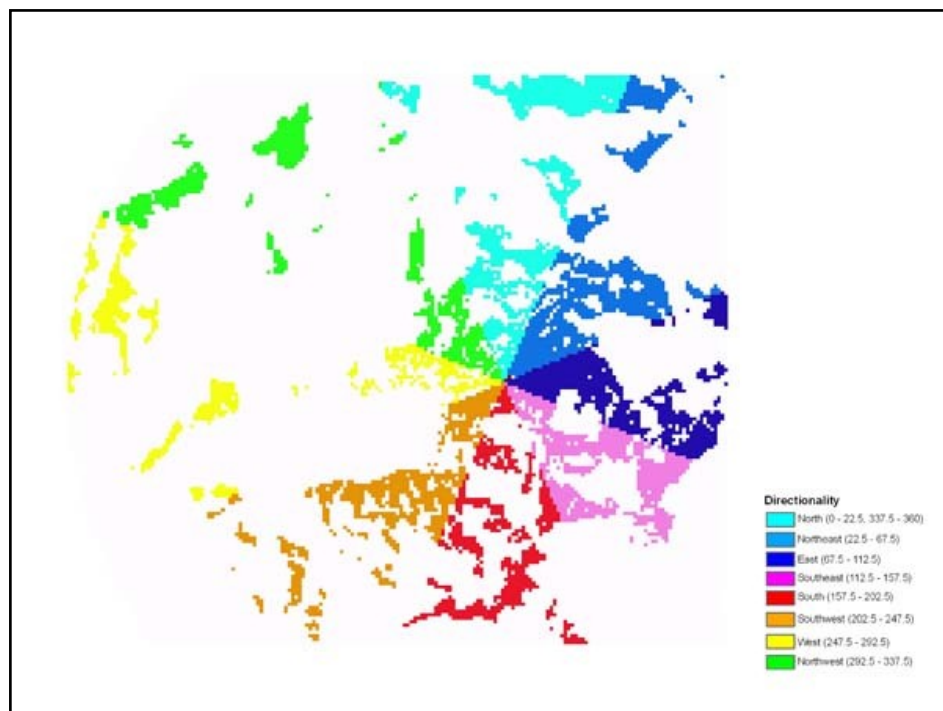 Directionality
North (0 - 22.5, 337.5 - 360)
Northeast (22.5 - 67.5)
East (67.5 - 112.5)
Southeast (112.5 - 157.5)
South (157.5 - 202.5)
Southwest (202.5 - 247.5)
West (247.5 - 292.5)
Northwest (292.5 - 337.5)